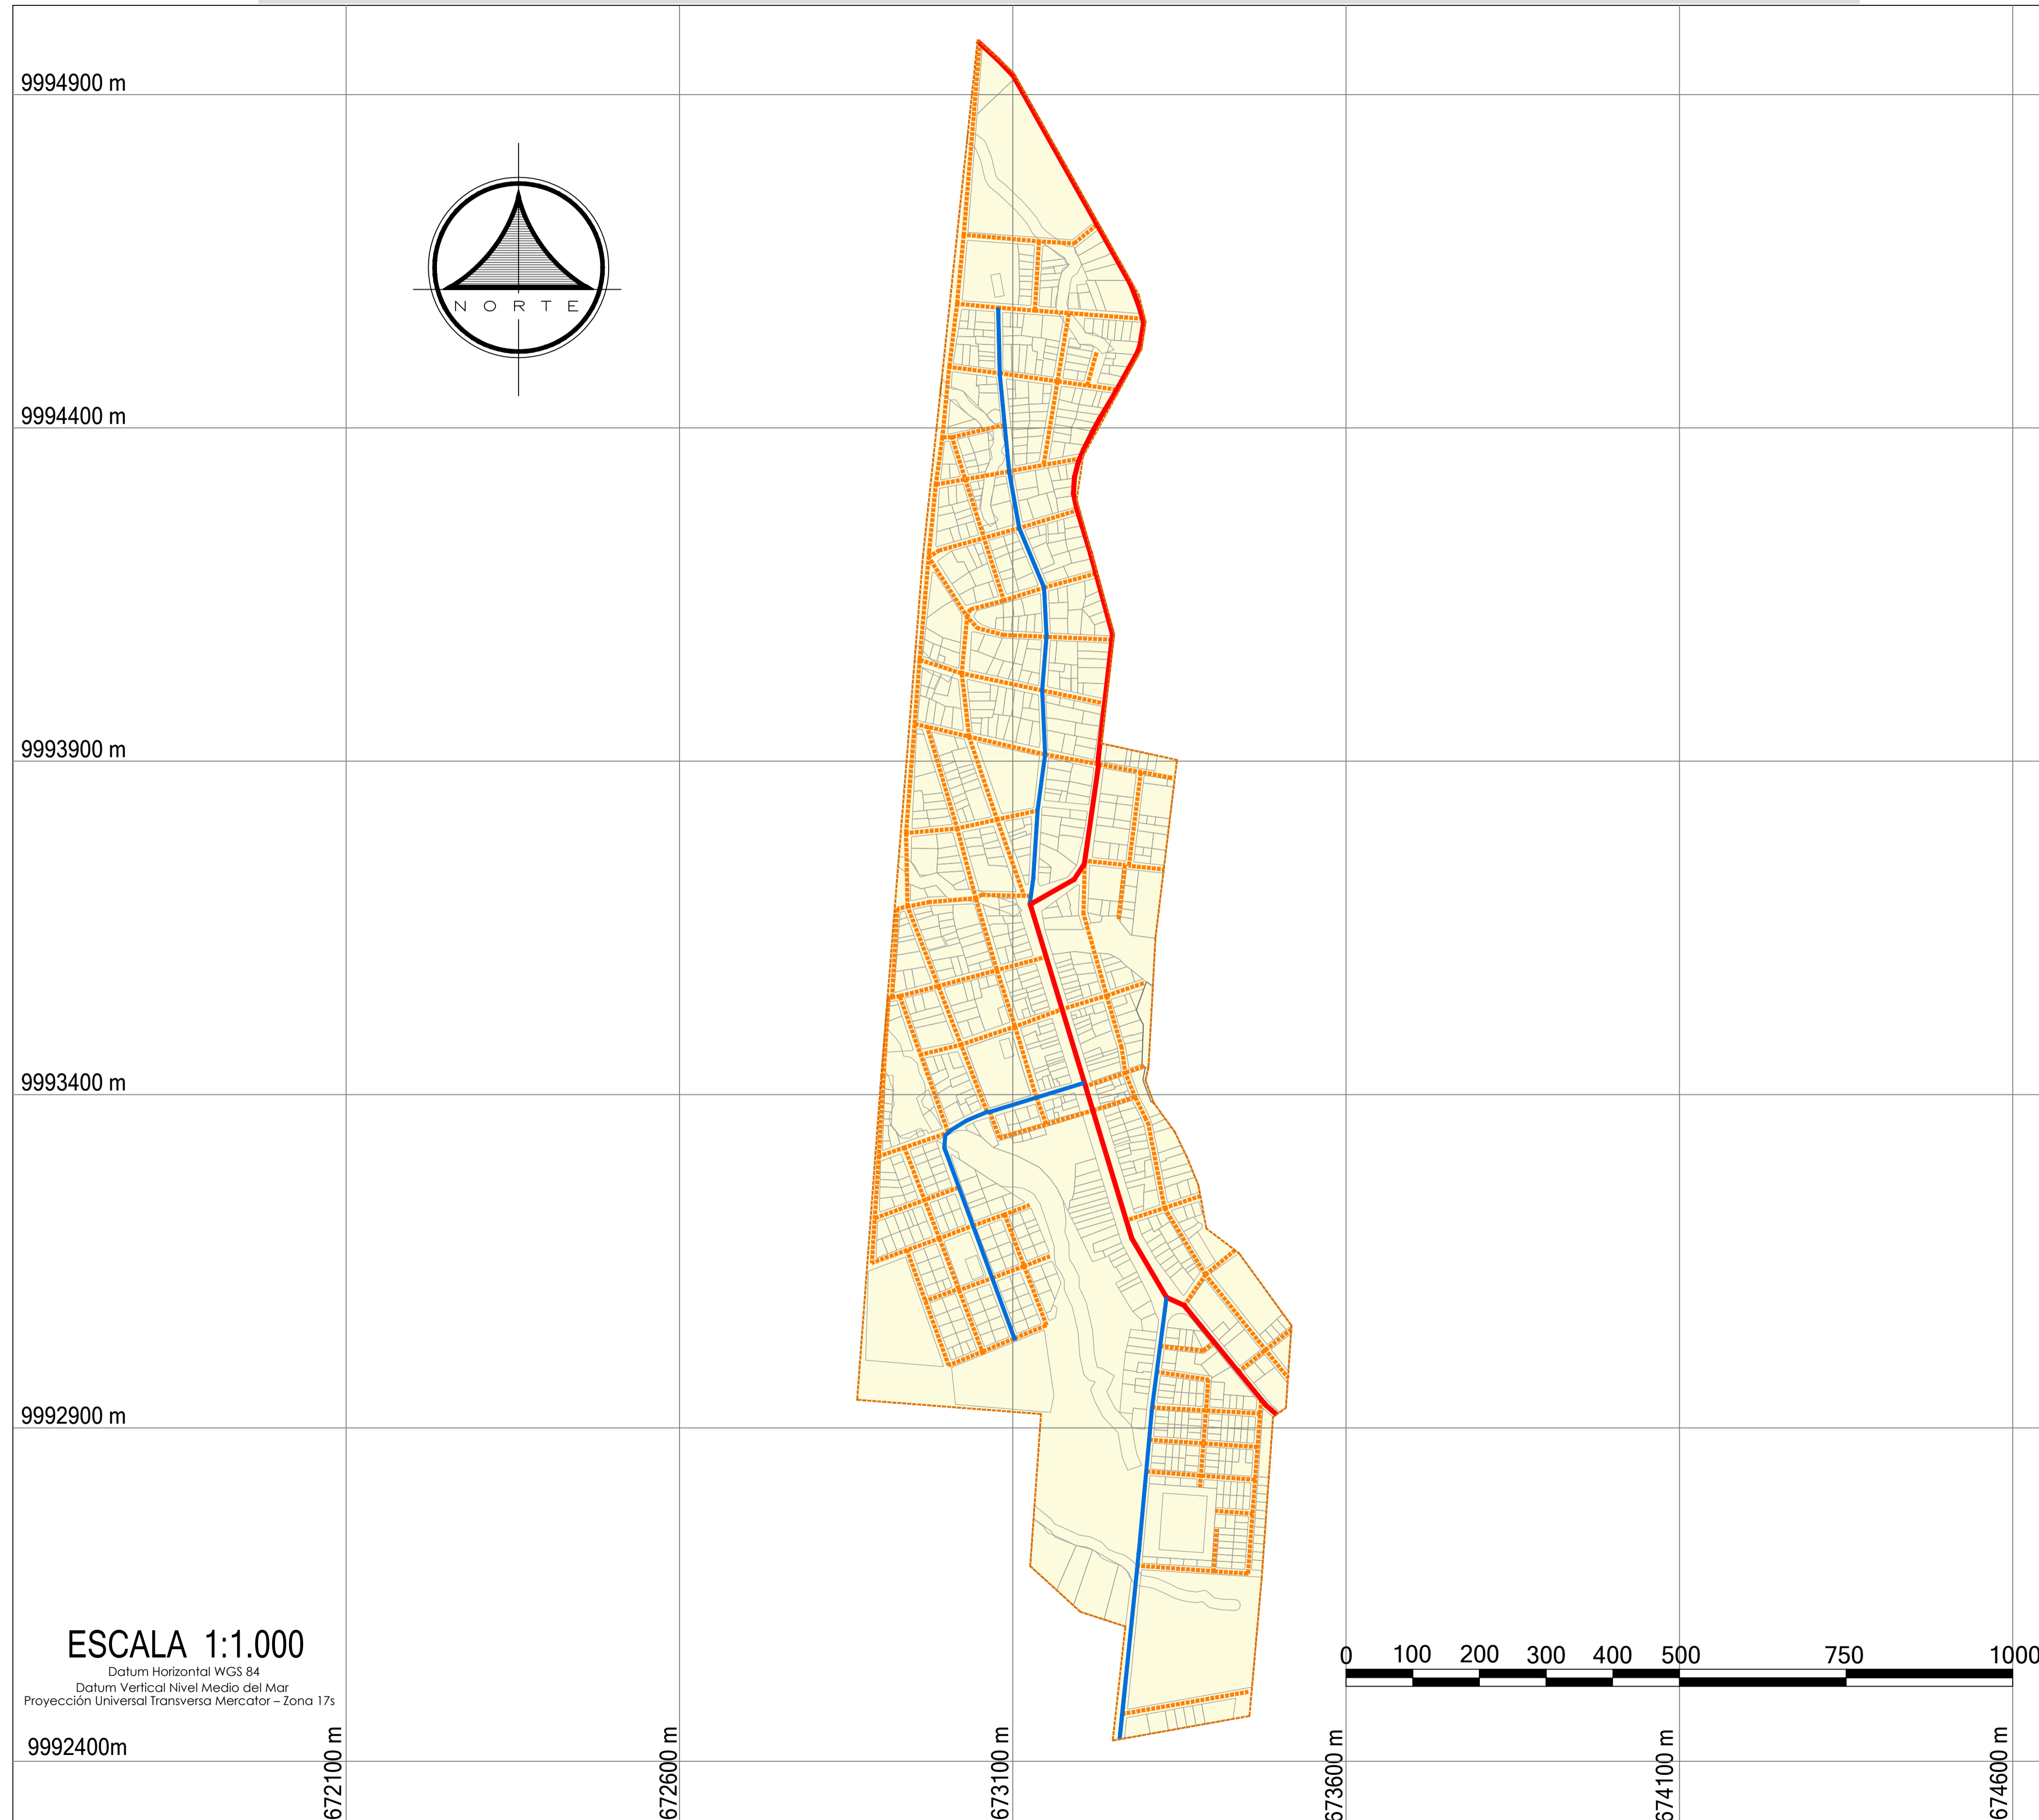 9994900 m
N O R T E
9994400 m
9993900 m
9993400 m
9992900 m
ESCALA 1:1.000
Datum Horizontal WGS 84
Datum Vertical Nivel Medio del Mar
Proyección Universal Transversa Mercator – Zona 17s
0 100 200 300 400 500 750 1000
9992400m
672100 m
672600 m
673100 m
673600 m
674100 m
674600 m